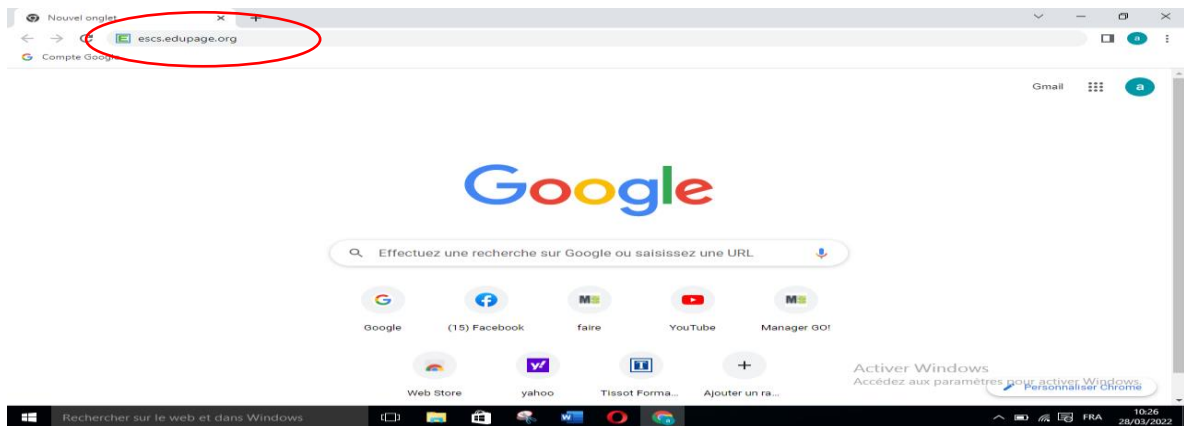 Nouvel onglet
escs.edupage.org
a
Compte Google
Gmail
a
Google
Effectuez une recherche sur Google ou saisissez une URL
Google
(15) Facebook
faire
YouTube
Manager GO!
Web Store
yahoo
Tissot Forma...
Ajouter un ra...
Activer Windows
Accédez aux paramètres pour activer Windows.
Personnaliser Chrome
Rechercher sur le web et dans Windows
FRA
10:26
28/03/2022